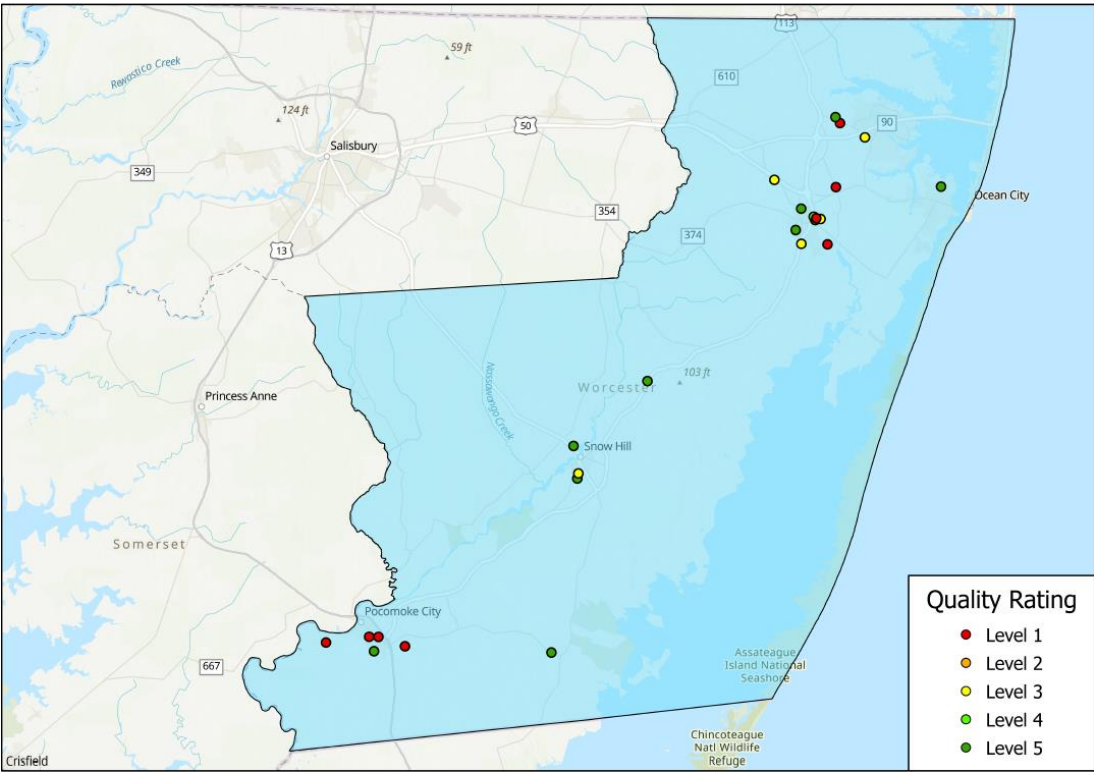 113
59 ft
Rewastico Creek
610
124 ft
50
90
Salisbury
349
Ocean City
354
374
13
103 ft
Worcester
Nassawango Creek
Princess Anne
Snow Hill
Somerset
Pocomoke City
667
Assateague
Island National
Seashore
Chincoteague
Natl Wildlife
Refuge
Crisfield
Quality Rating
Level 1
Level 2
Level 3
Level 4
Level 5